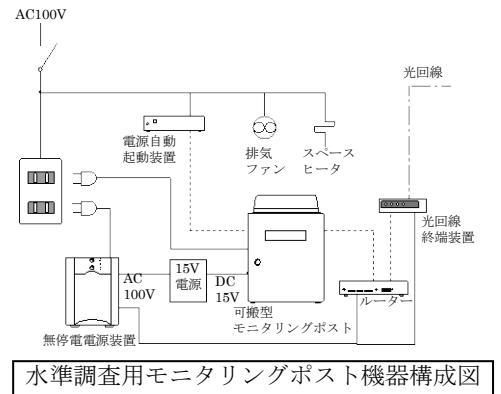 AC100V
光回線
電源自動
起動装置
排気
ファン
スペース
ヒータ
光回線
終端装置
AC
100V
15V
電源
DC
15V
ルーター
可搬型
モニタリングポスト
無停電電源装置
水準調査用モニタリングポスト機器構成図